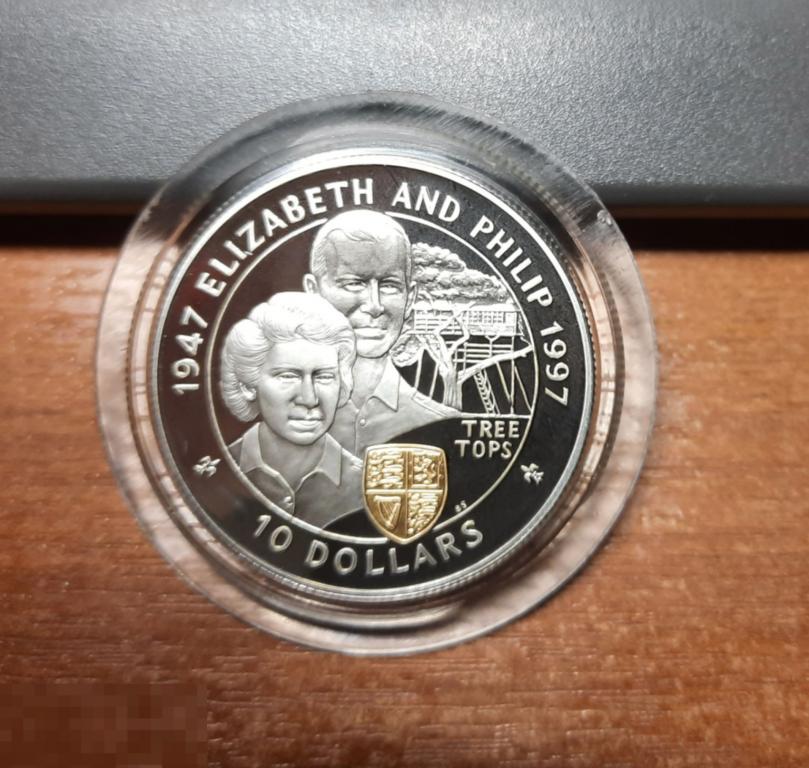 1947 ELIZABETH AND PHILIP 1997
TREE
TOPS
10 DOLLARS